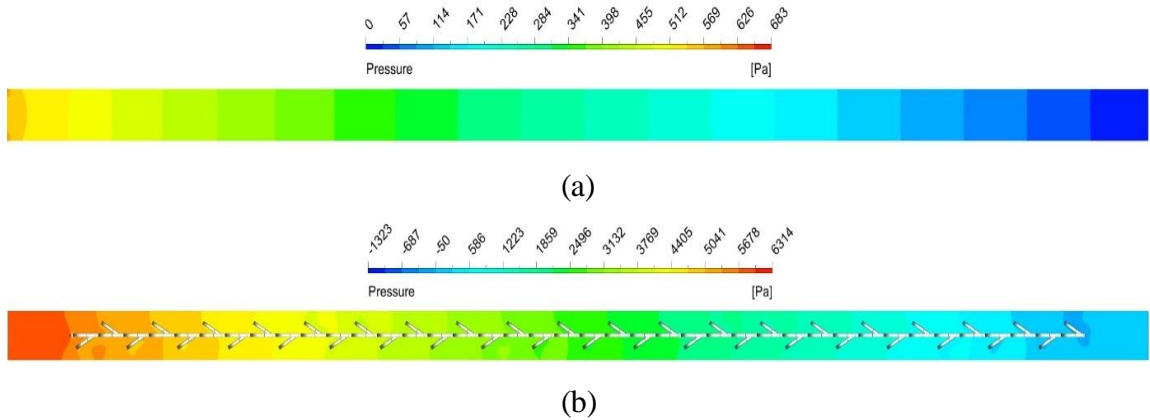 0 57 114 171 228 284 341 398 455 512 569 626 683
Pressure [Pa]
(a)
-1323 -687 -50 586 1223 1859 2496 3132 3769 4405 5041 5678 6314
Pressure [Pa]
(b)